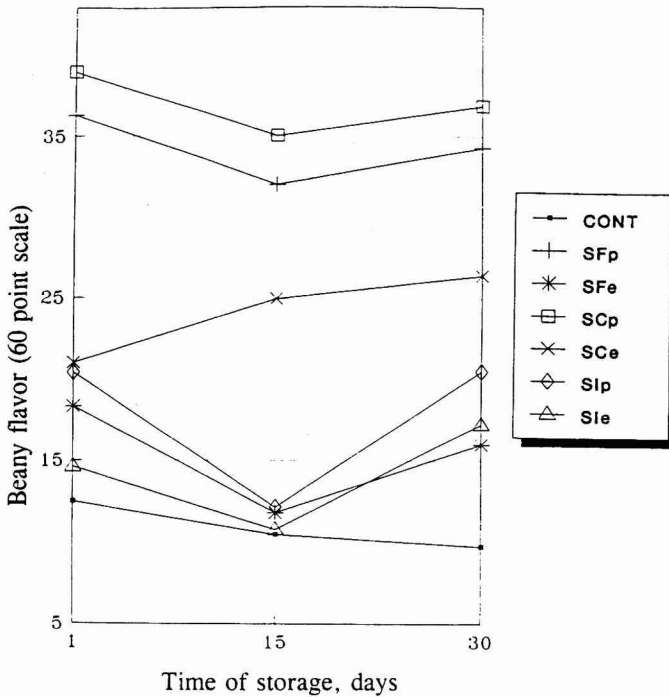 Beany flavor (60 point scale)
35
25
15
5
1 15 30
Time of storage, days
CONT
SFp
SFe
SCp
SCe
SIp
SIe